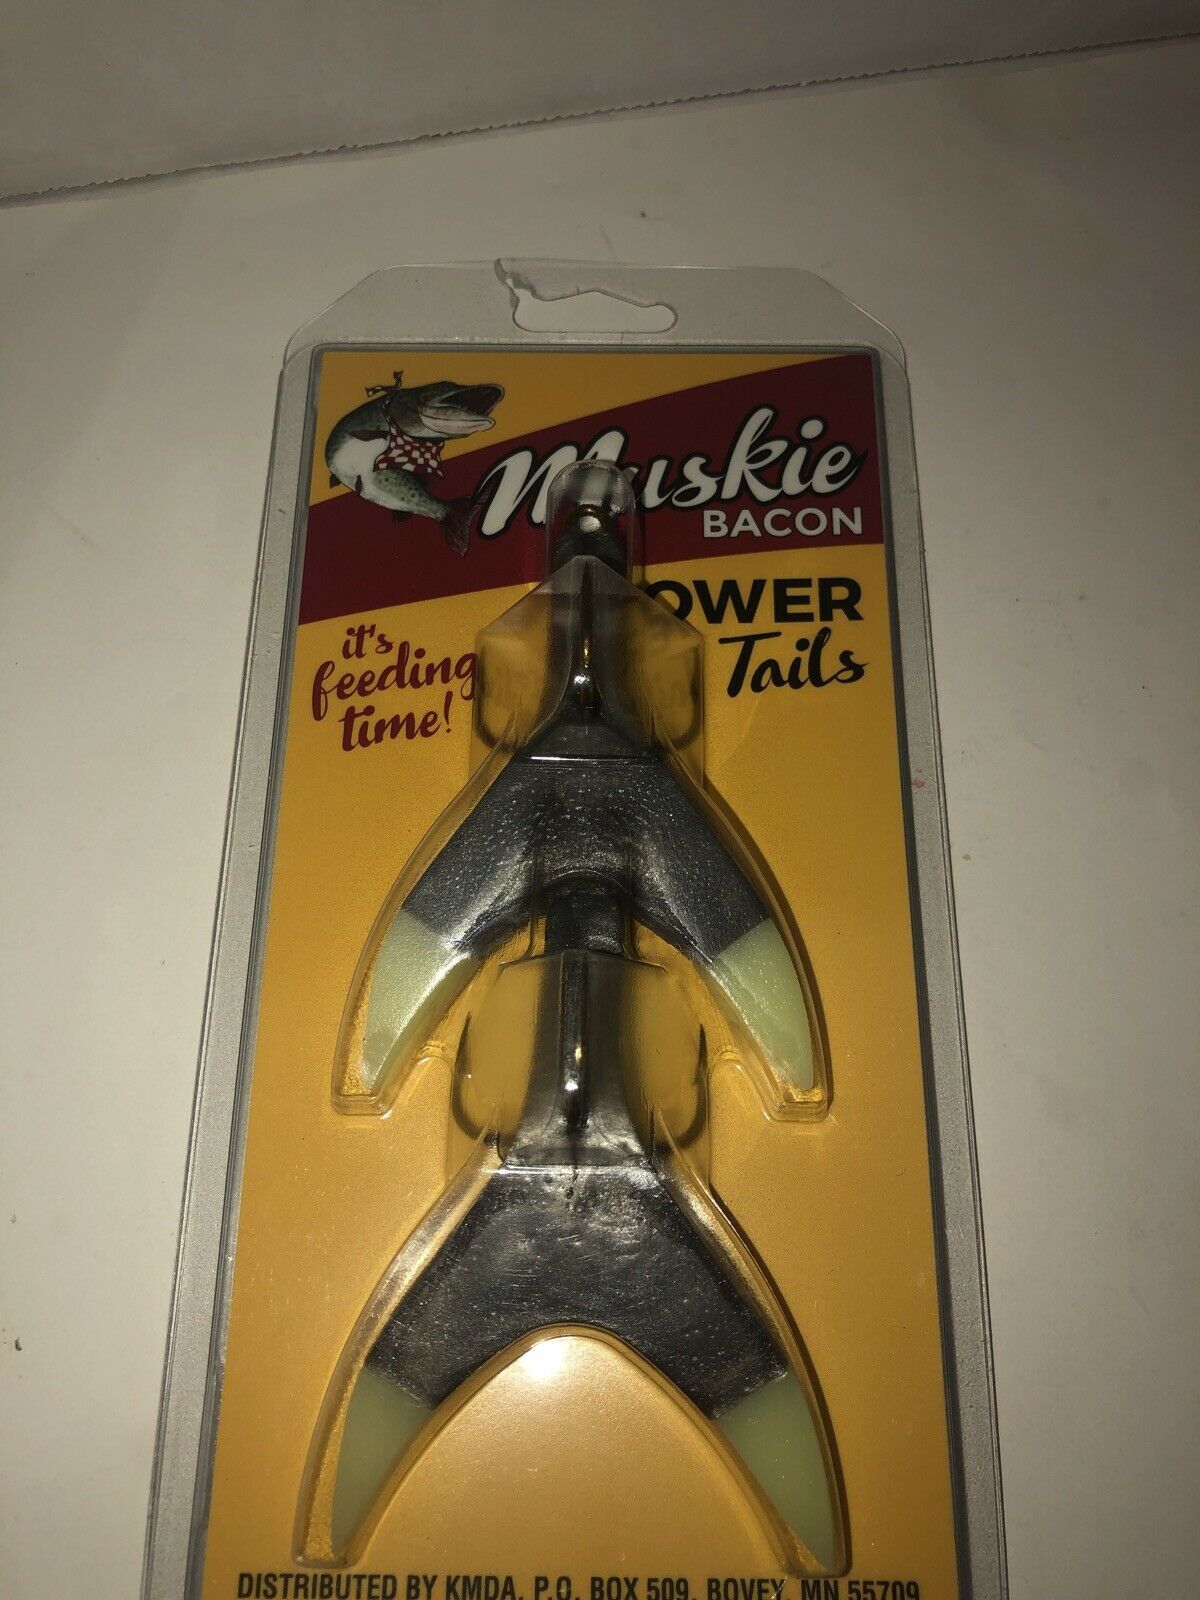 Muskie
BACON
OWER
Tails
it's
feeding
time!
DISTRIBUTED BY KMDA, P.O. BOX 509, BOVEY, MN 55709